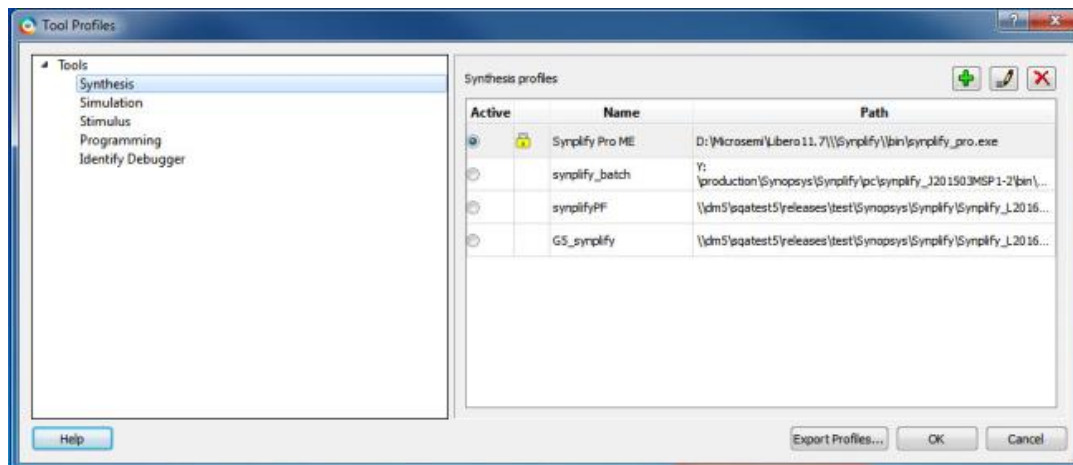 Tool Profiles
Tools
Synthesis
Simulation
Stimulus
Programming
Identify Debugger
Synthesis profiles
Active Name Path
Synplify Pro ME D:\Microsemi\Libero11.7\\\Synplify\\bin\synplify_pro.exe
synplify_batch Y:
\production\Synopsys\Synplify\pc\synplify_J201503MSP1-2\bin\...
synplifyPF \\dm5\sqatest5\releases\test\Synopsys\Synplify\Synplify_L2016...
G5_synplify \\dm5\sqatest5\releases\test\Synopsys\Synplify\Synplify_L2016...
Help Export Profiles... OK Cancel